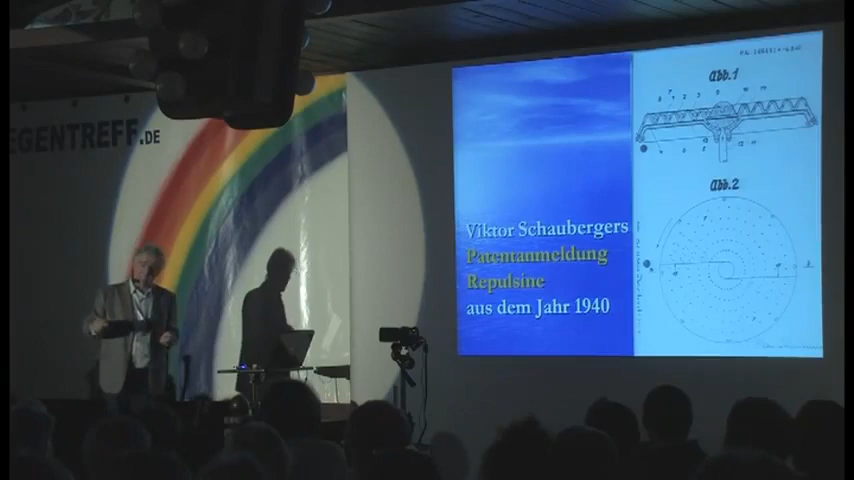 EGENTREFF.DE
Viktor Schaubergers
Patentanmeldung
Repulsine
aus dem Jahr 1940
Abb.1
Abb.2